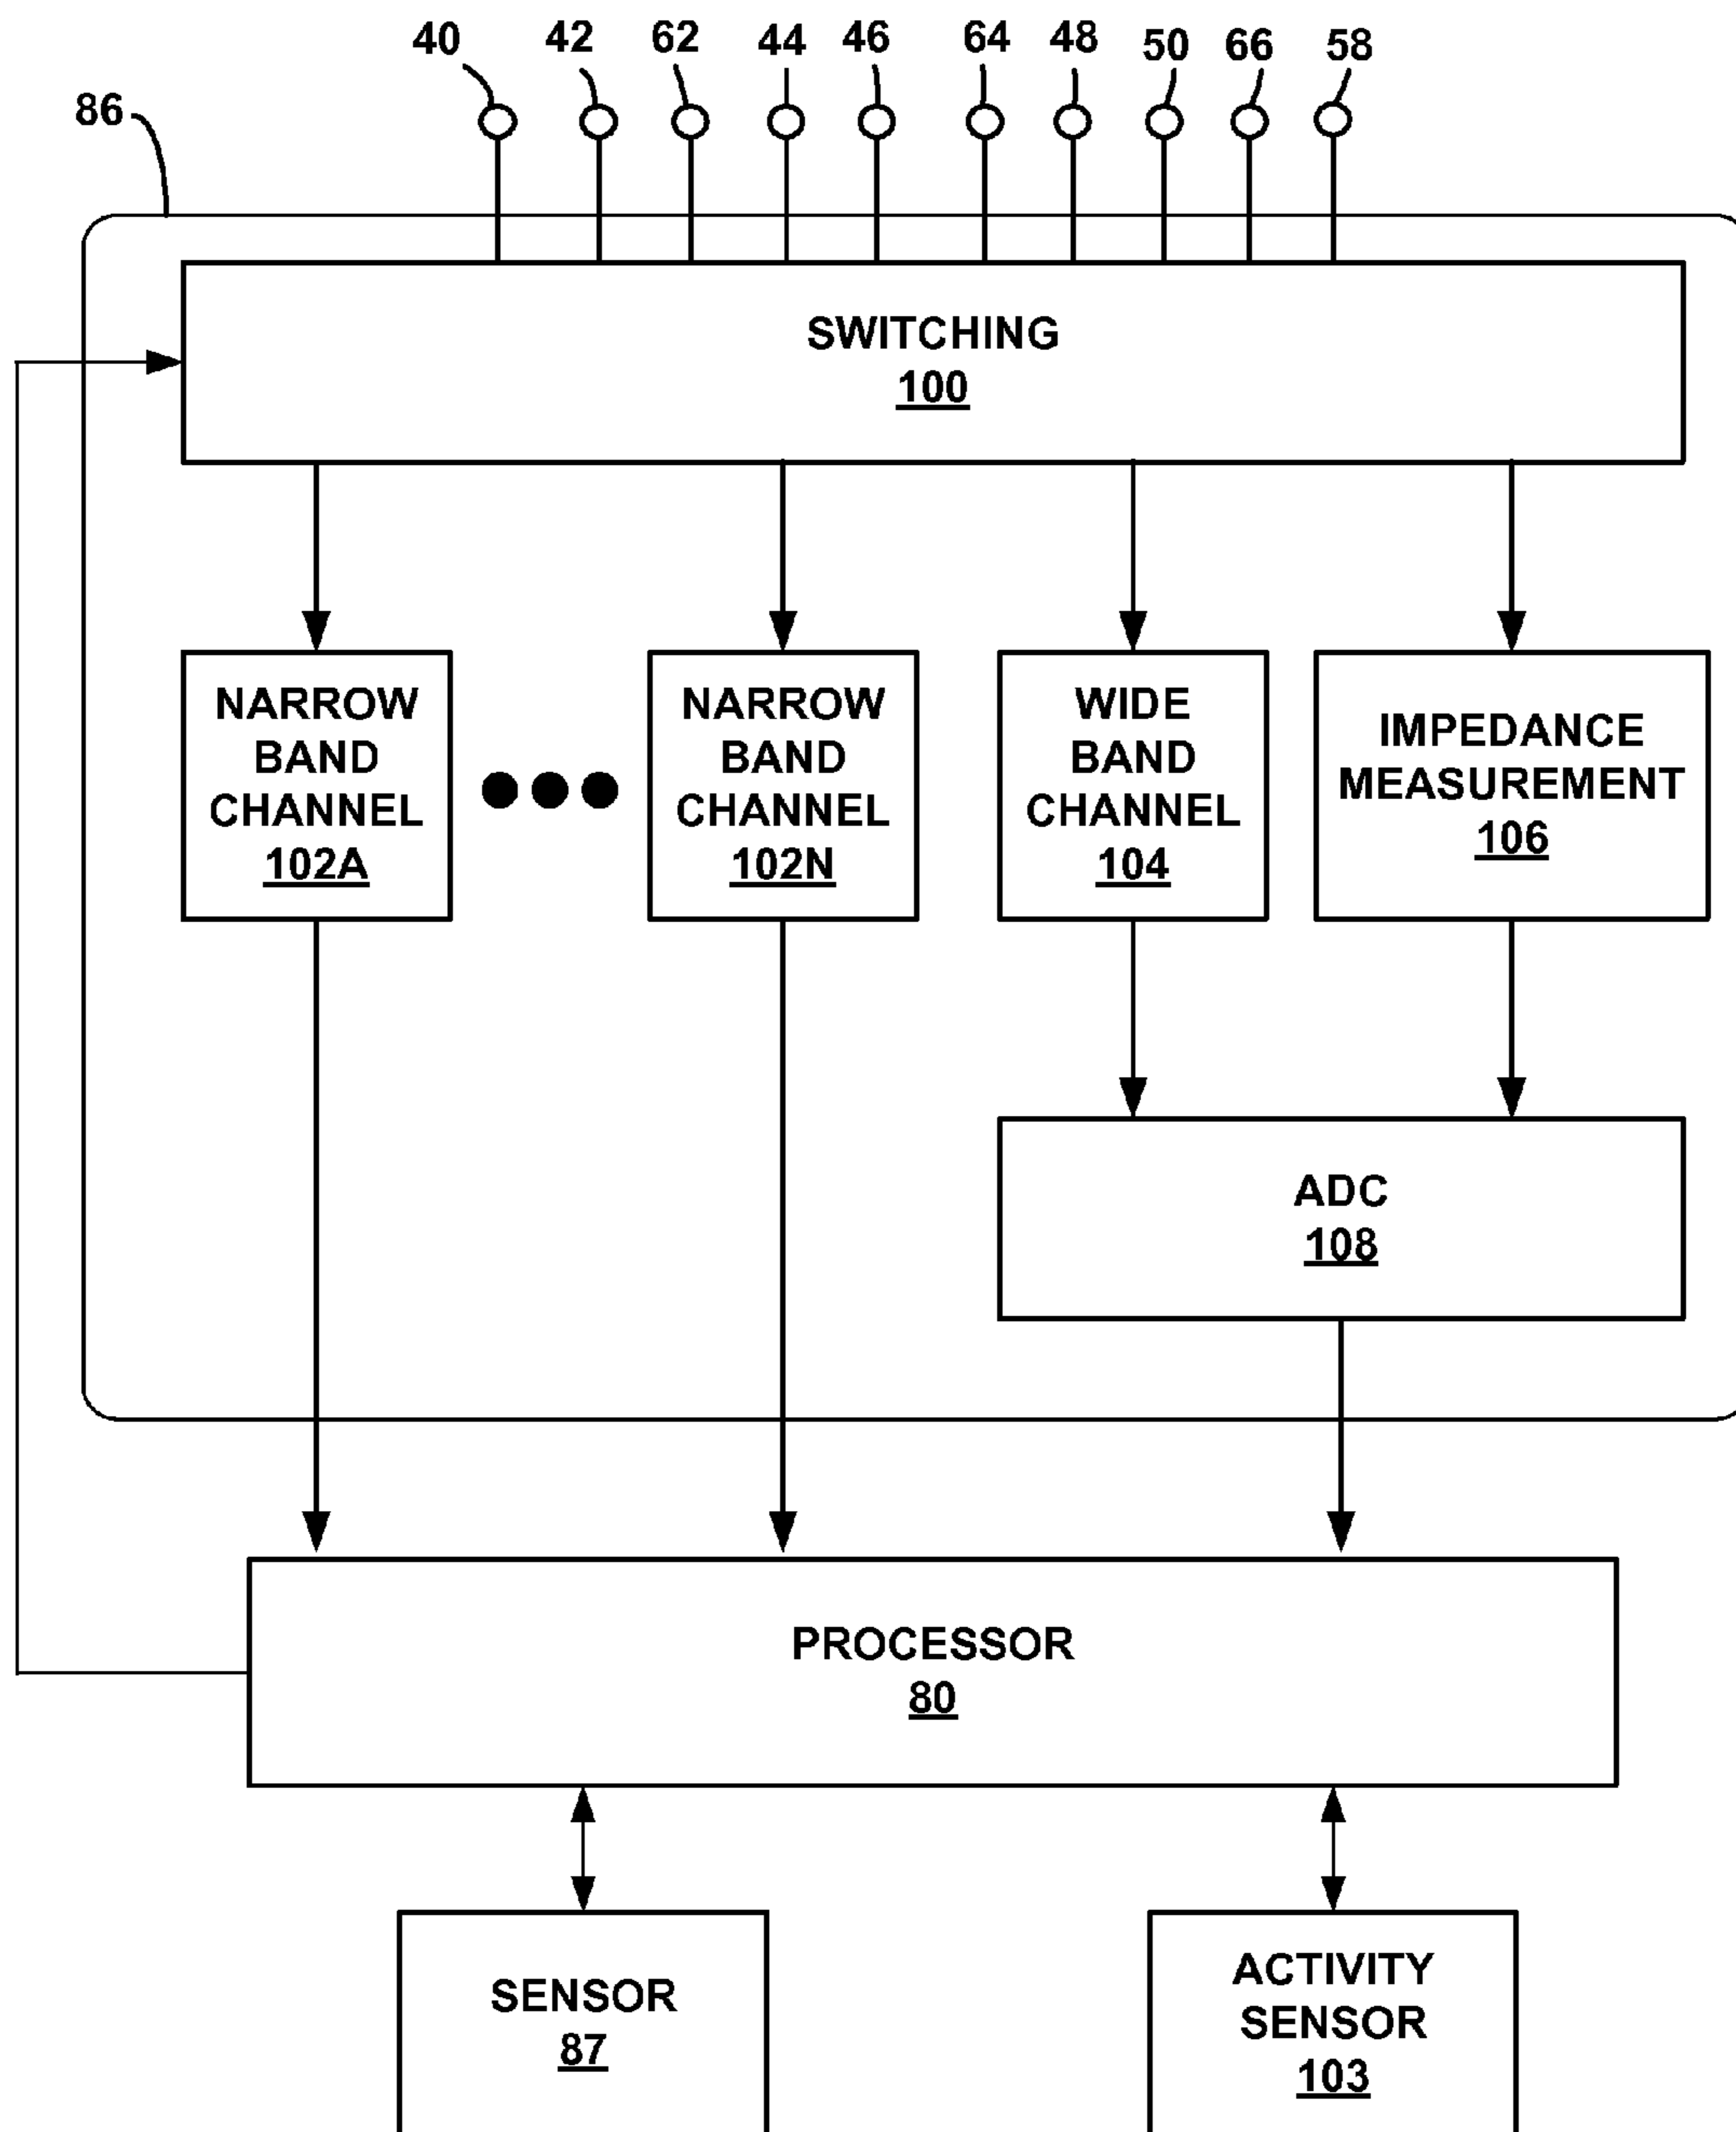 40 42 62 44 46 64 48 50 66 58
86
SWITCHING
100
NARROW
BAND
CHANNEL
102A
NARROW
BAND
CHANNEL
102N
WIDE
BAND
CHANNEL
104
IMPEDANCE
MEASUREMENT
106
ADC
108
PROCESSOR
80
SENSOR
87
ACTIVITY
SENSOR
103